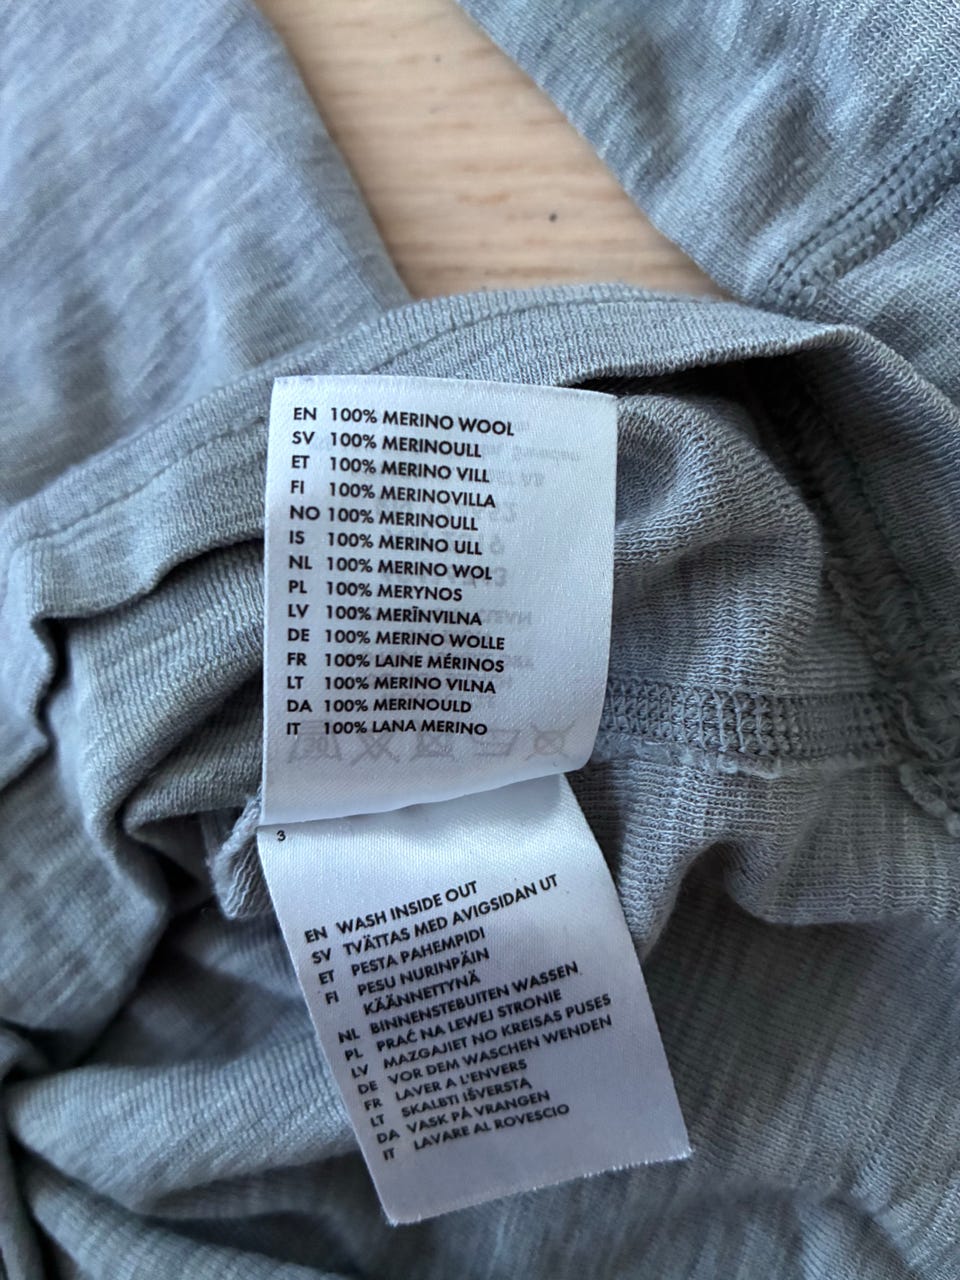 EN 100% MERINO WOOL
SV 100% MERINOULL
ET 100% MERINO VILL
FI 100% MERINOVILLA
NO 100% MERINOULL
IS 100% MERINO ULL
NL 100% MERINO WOL
PL 100% MERYNOS
LV 100% MERĪNVILNA
DE 100% MERINO WOLLE
FR 100% LAINE MÉRINOS
LT 100% MERINO VILNA
DA 100% MERINOULD
IT 100% LANA MERINO
3
EN WASH INSIDE OUT
SV TVÄTTAS MED AVIGSIDAN UT
ET PESTA PAHEMPIDI
FI PESU NURINPÄIN
KÄÄNNETTYNÄ
NL BINNENSTEBUITEN WASSEN
PL PRAĆ NA LEWEJ STRONIE
LV MAZGAJIET NO KREISAS PUSES
DE VOR DEM WASCHEN WENDEN
FR LAVER A L'ENVERS
LT SKALBTI IŠVERSTA
DA VASK PÅ VRANGEN
IT LAVARE AL ROVESCIO